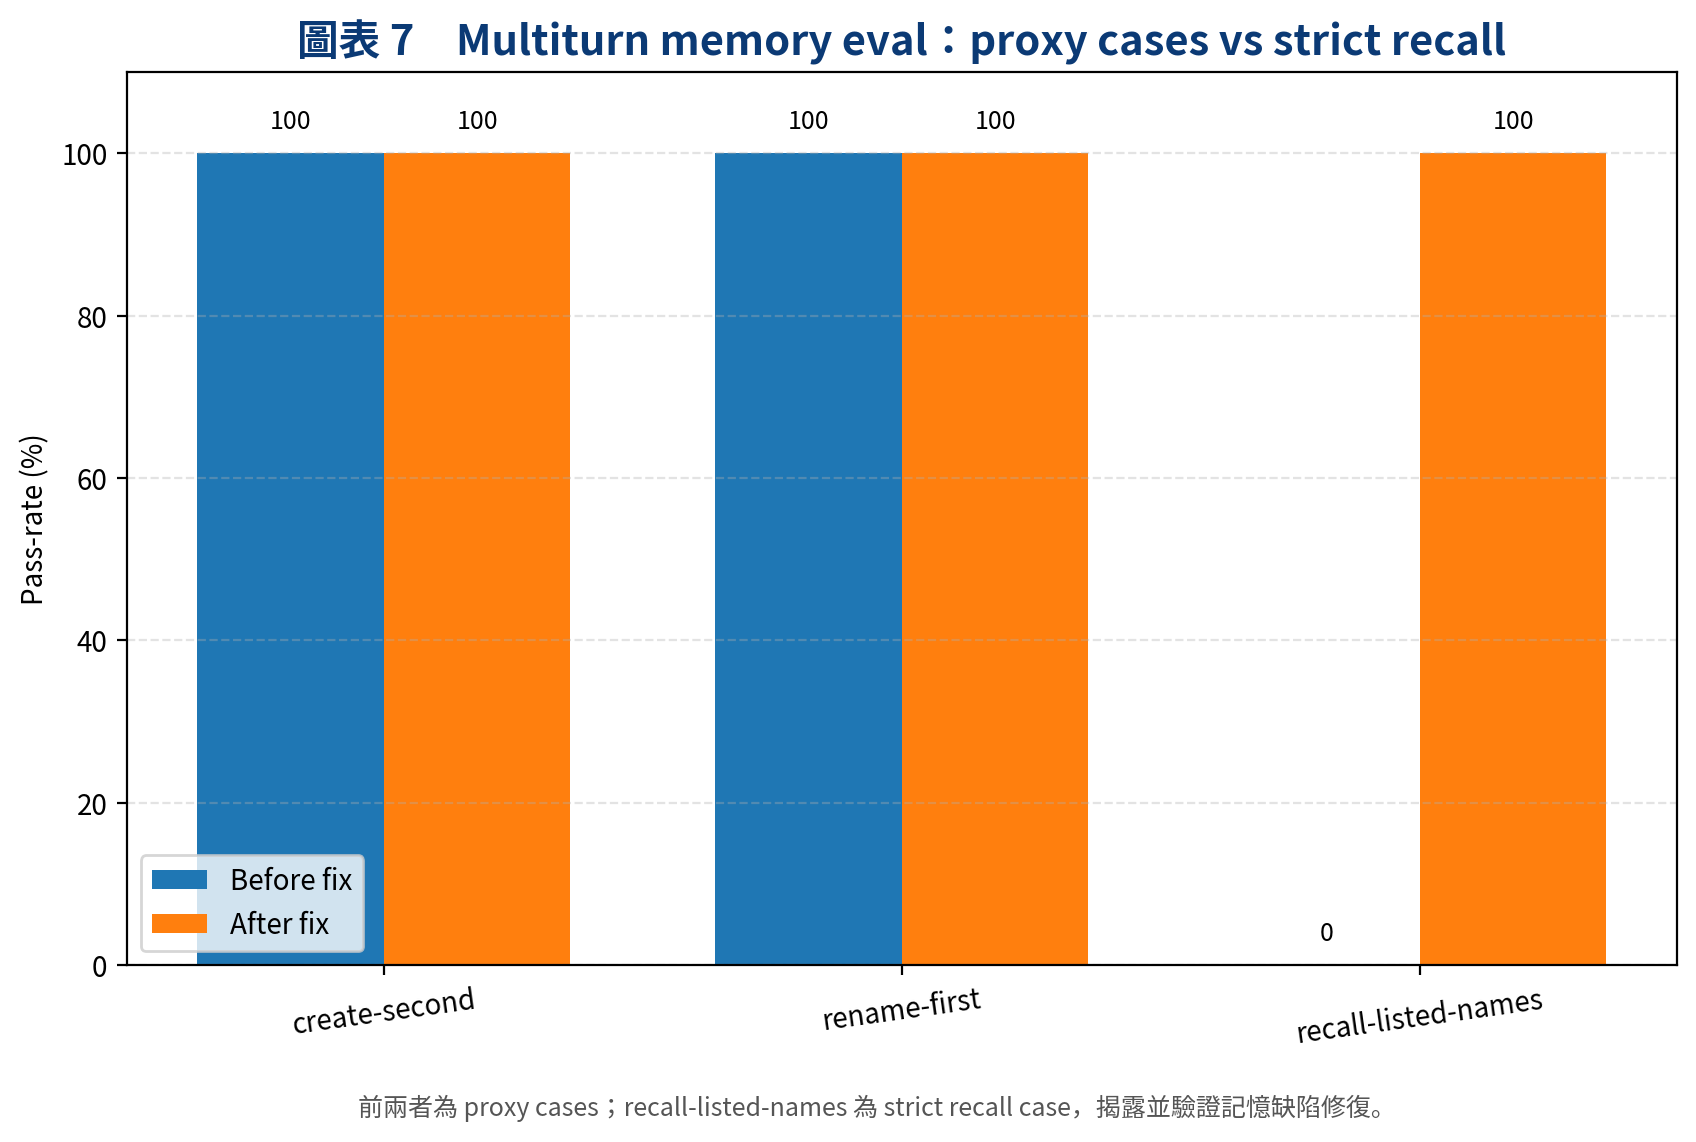 圖表 7　Multiturn memory eval：proxy cases vs strict recall
100 100 100 100 100
100
80
60
40
20
0
Pass-rate (%)
0
Before fix
After fix
create-second rename-first recall-listed-names
前兩者為 proxy cases；recall-listed-names 為 strict recall case，揭露並驗證記憶缺陷修復。